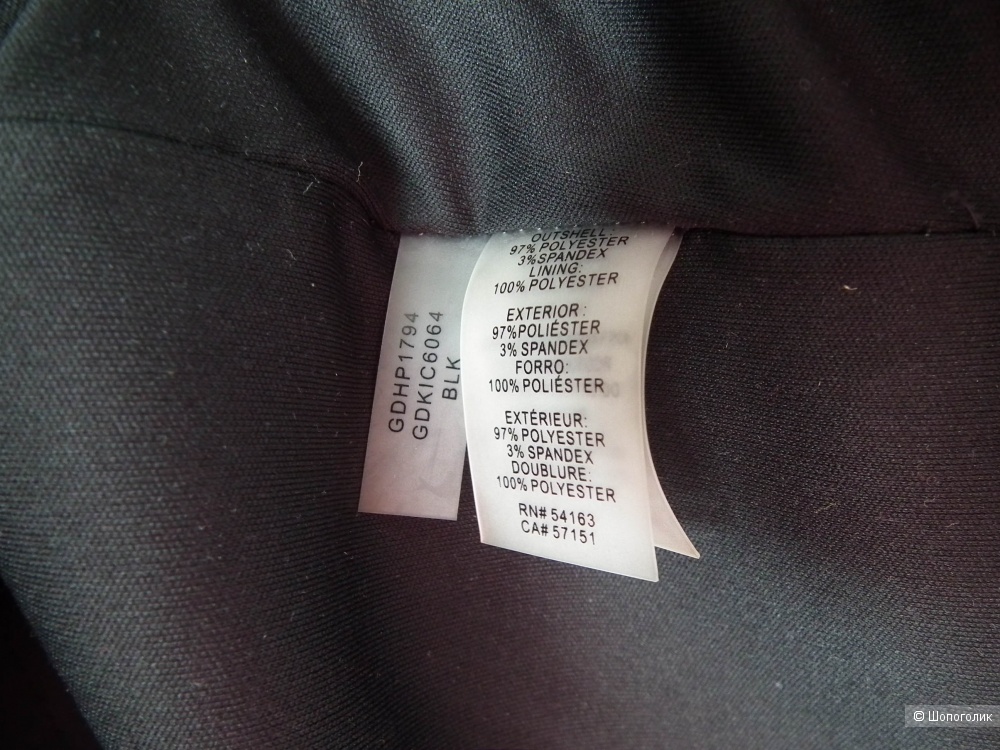 GDHP1794
GDKIC6064
BLK
OUTSHELL:
97% POLYESTER
3%SPANDEX
LINING:
100% POLYESTER
EXTERIOR:
97%POLIÉSTER
3% SPANDEX
FORRO:
100% POLIÉSTER
EXTÉRIEUR:
97% POLYESTER
3% SPANDEX
DOUBLURE:
100% POLYESTER
RN# 54163
CA# 57151
© Шопоголик